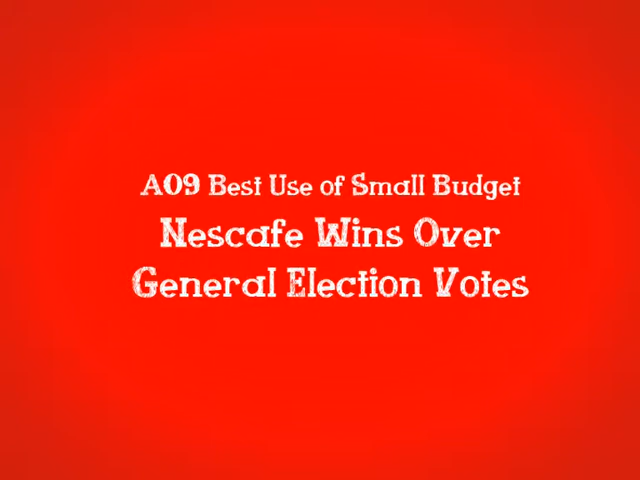 A09 Best Use of Small Budget
Nescafe Wins Over
General Election Votes